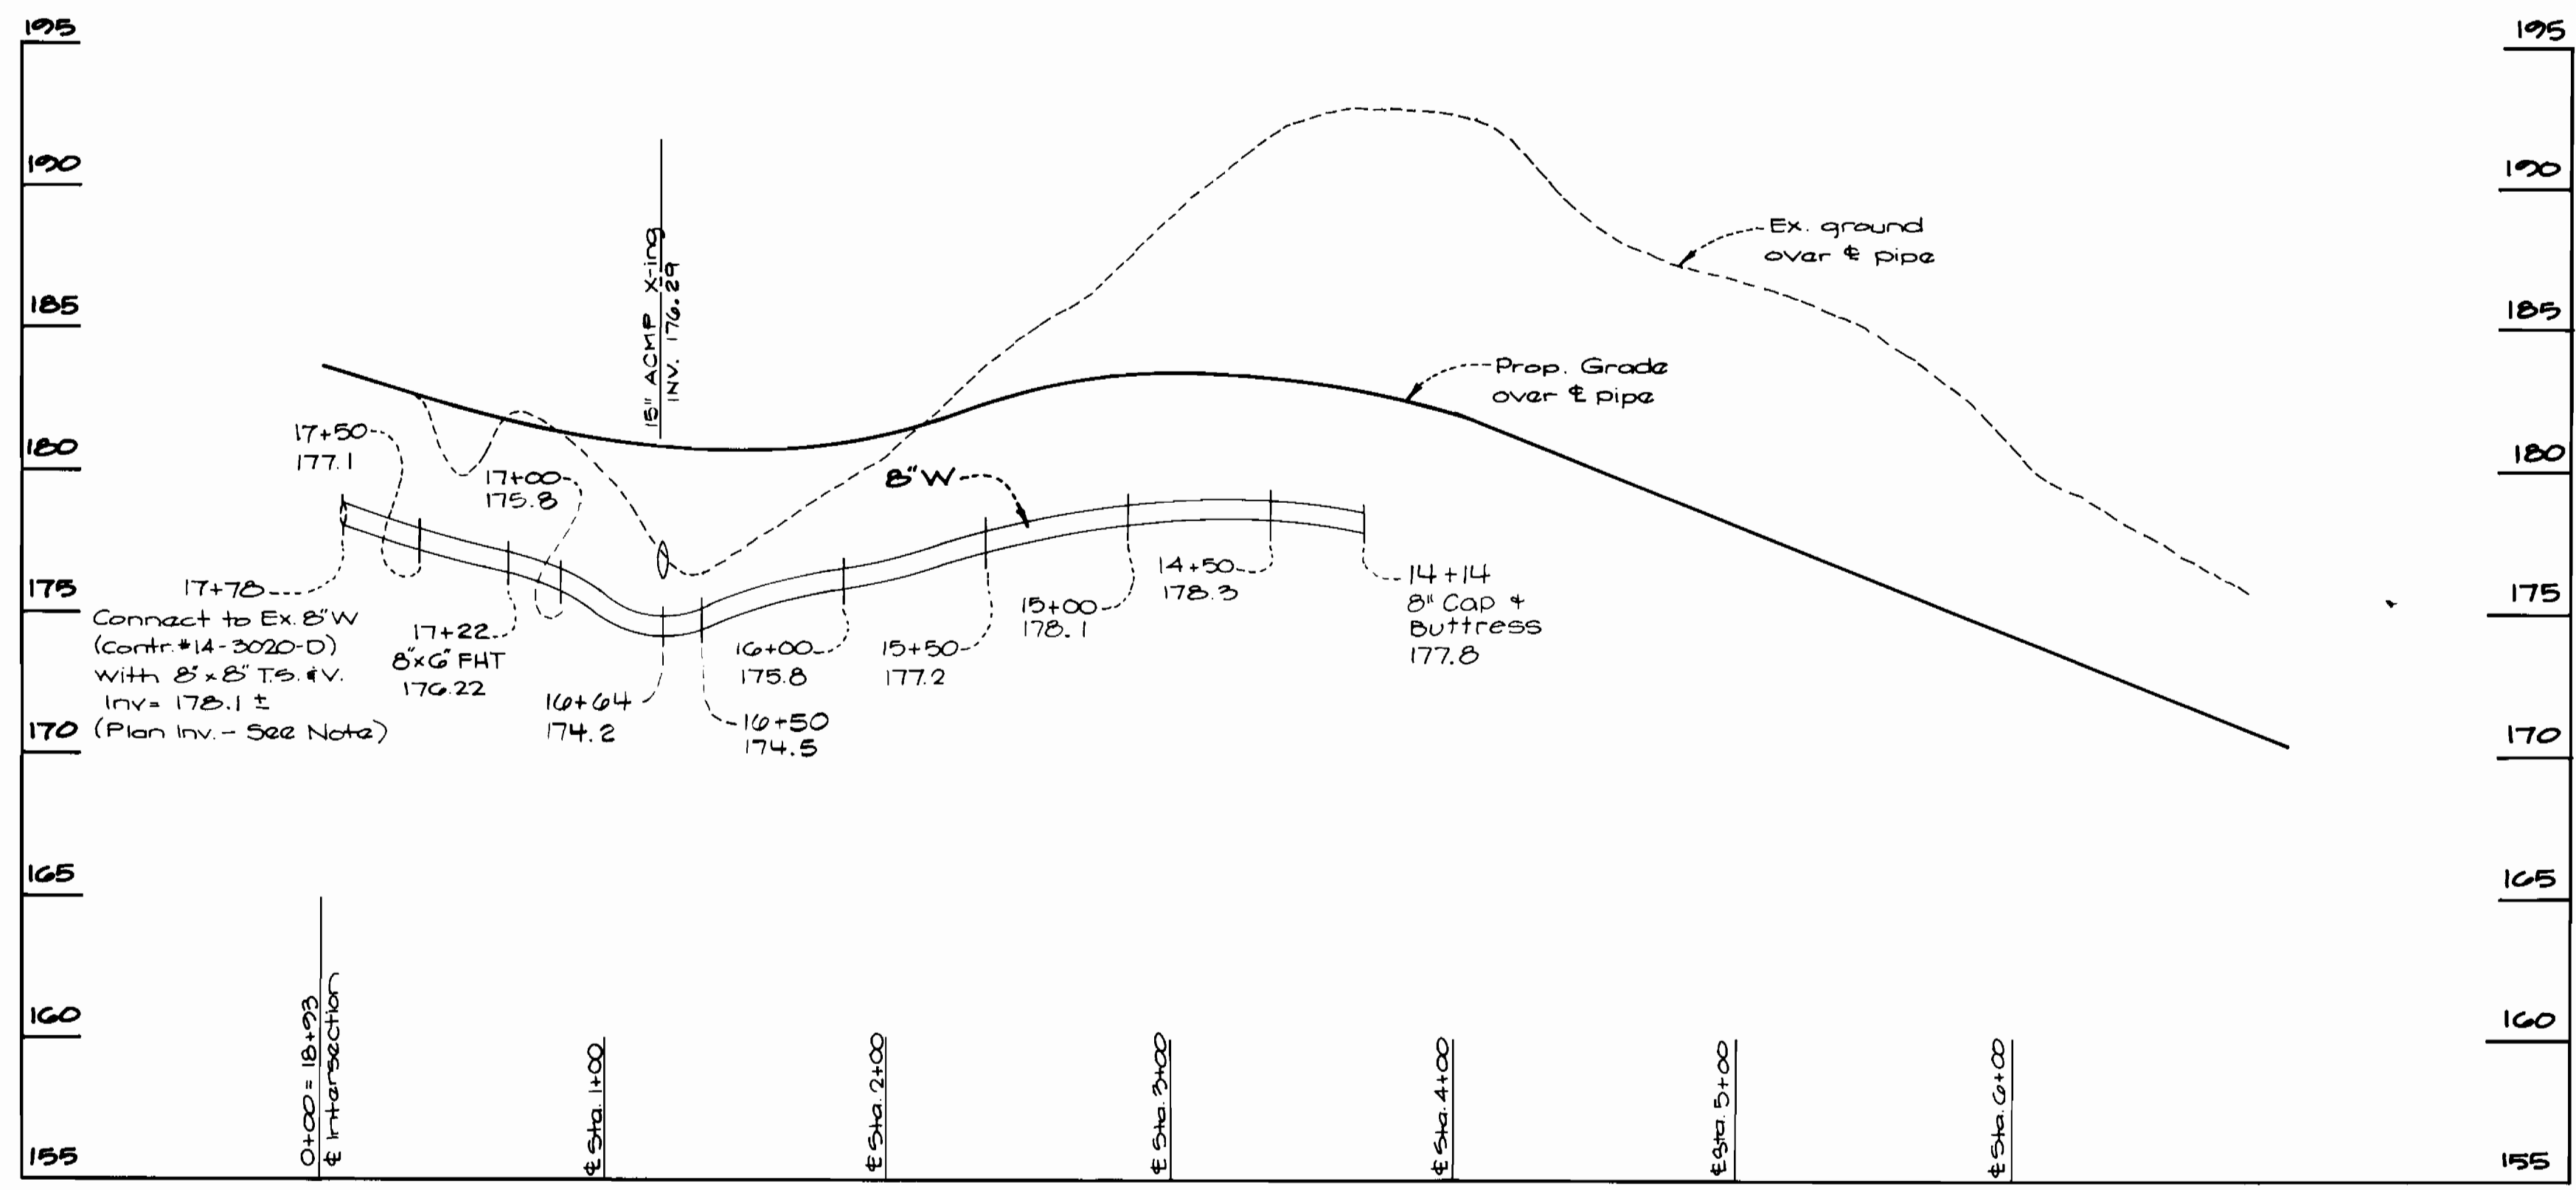 195
195
190
190
185
185
180
180
175
175
170
170
165
165
160
160
155
155
15" ACMP X-ing
INV. 176.29
Ex. ground
over ℄ pipe
Prop. Grade
over ℄ pipe
8"W
17+50
177.1
17+00
175.8
17+78
Connect to Ex. 8"W
(Contr. #14-3020-D)
with 8" x 8" T.S. & V.
Inv = 178.1 ±
(Plan Inv. - See Note)
17+22
8"x6" FHT
176.22
16+64
174.2
16+50
174.5
16+00
175.8
15+50
177.2
15+00
178.1
14+50
178.3
14+14
8" Cap &
Buttress
177.8
0+00 = 18+93
℄ Intersection
℄ Sta. 1+00
℄ Sta. 2+00
℄ Sta. 3+00
℄ Sta. 4+00
℄ Sta. 5+00
℄ Sta. 6+00